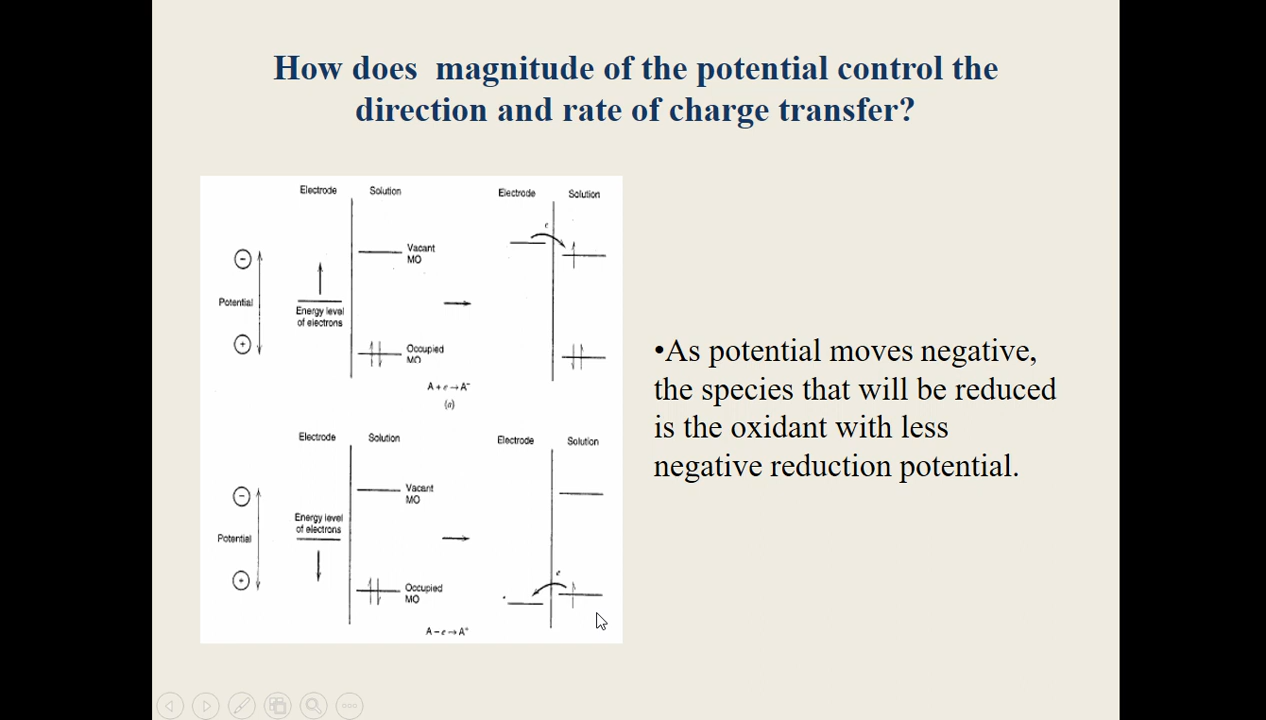 How does magnitude of the potential control the
direction and rate of charge transfer?
Electrode Solution
Vacant
MO
Potential
Energy level
of electrons
Occupied
MO
A + e → A⁻
(a)
Electrode Solution
e
Electrode Solution
Vacant
MO
Energy level
of electrons
Potential
Occupied
MO
A − e → A⁺
Electrode Solution
e
•As potential moves negative,
the species that will be reduced
is the oxidant with less
negative reduction potential.